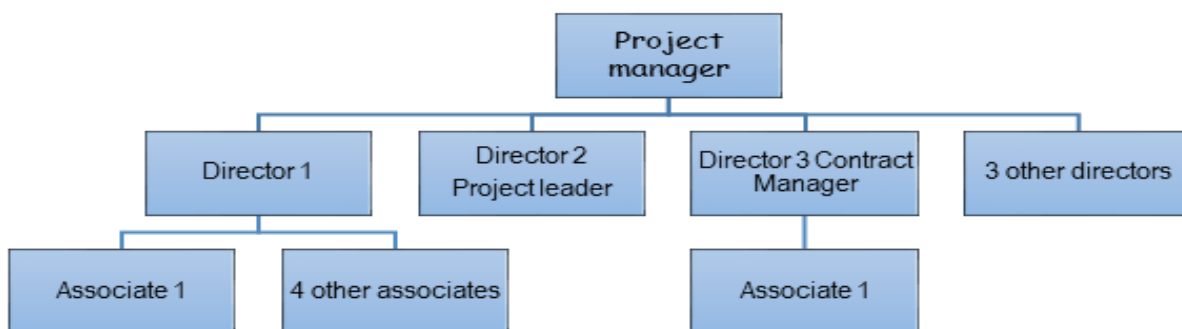 Project
manager
Director 1
Director 2
Project leader
Director 3 Contract
Manager
3 other directors
Associate 1
4 other associates
Associate 1